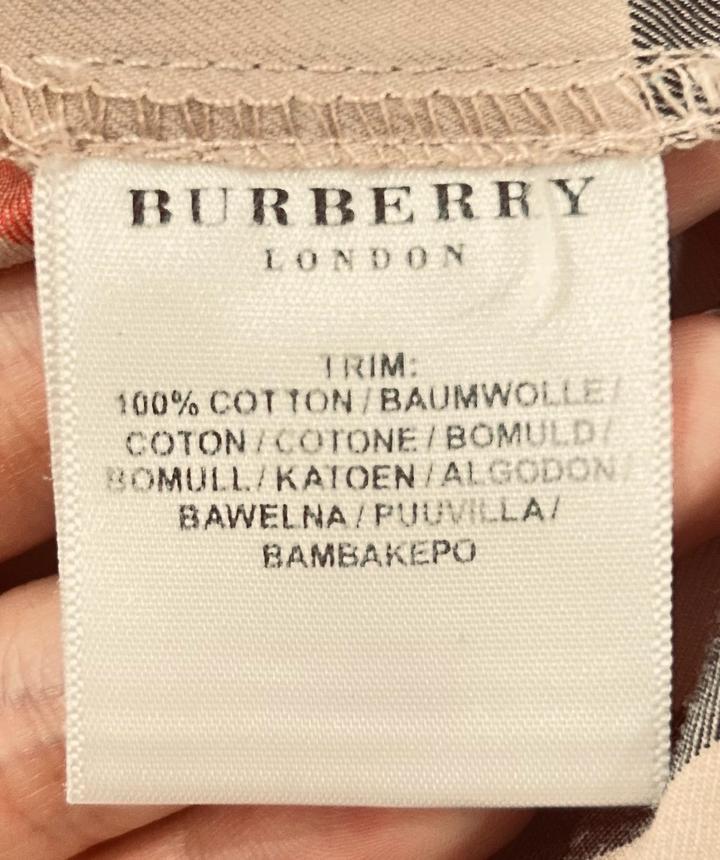 BURBERRY
LONDON
TRIM:
100% COTTON / BAUMWOLLE /
COTON / COTONE / BOMULD /
BOMULL / KATOEN / ALGODON /
BAWELNA / PUUVILLA /
BAMBAKEPO